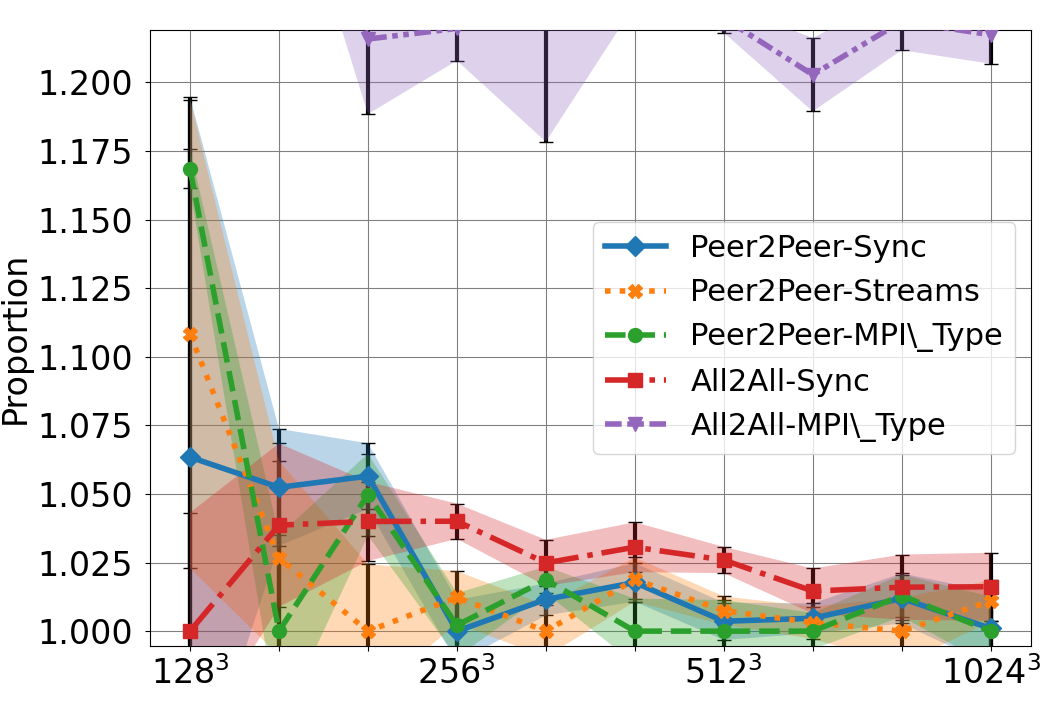 Proportion
1.200
1.175
1.150
1.125
1.100
1.075
1.050
1.025
1.000
Peer2Peer-Sync
Peer2Peer-Streams
Peer2Peer-MPI\_Type
All2All-Sync
All2All-MPI\_Type
128³ 256³ 512³ 1024³